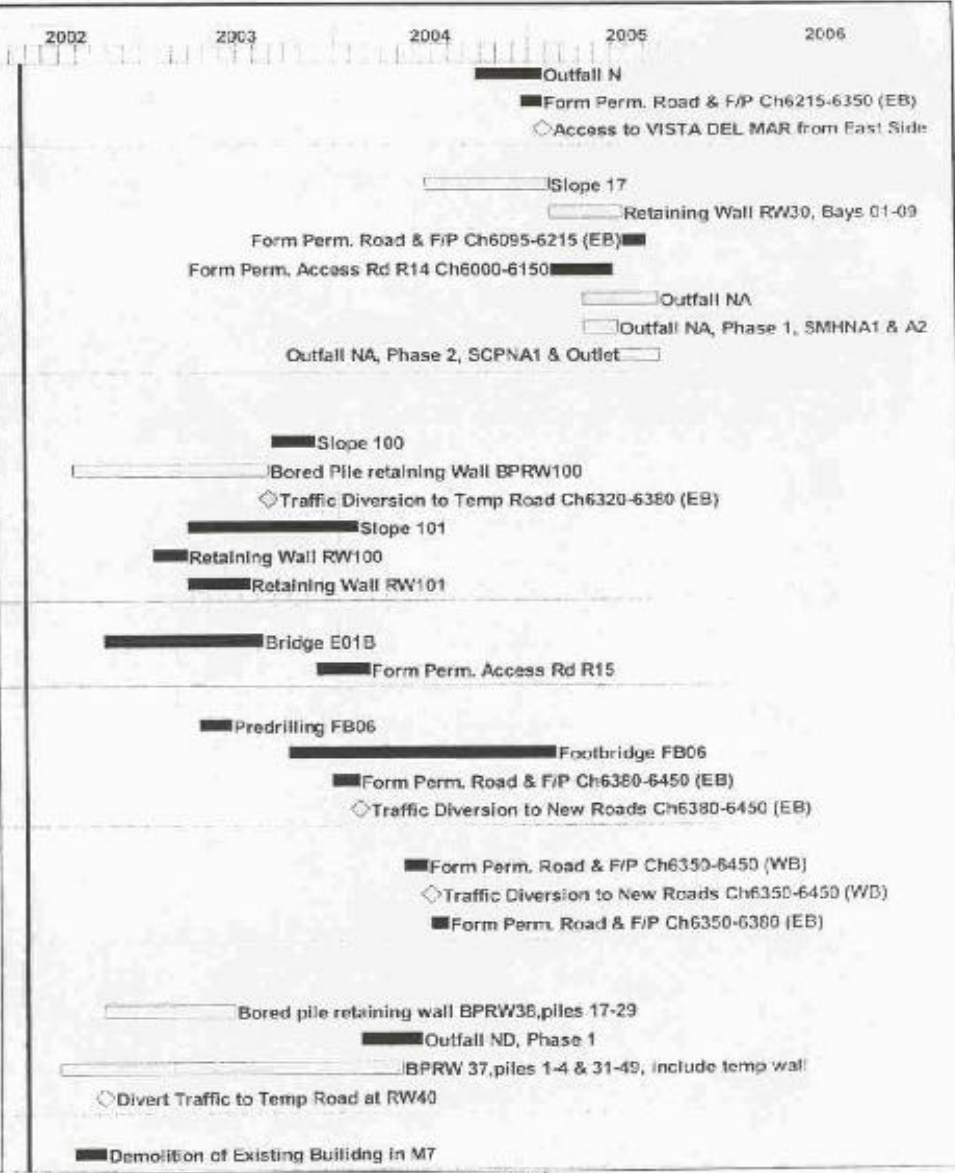 2002 2003 2004 2005 2006
Outfall N
Form Perm. Road & F/P Ch6215-6350 (EB)
Access to VISTA DEL MAR from East Side
Slope 17
Retaining Wall RW30, Bays 01-09
Form Perm. Road & F/P Ch6095-6215 (EB)
Form Perm. Access Rd R14 Ch6000-6150
Outfall NA
Outfall NA, Phase 1, SMHNA1 & A2
Outfall NA, Phase 2, SCPNA1 & Outlet
Slope 100
Bored Pile retaining Wall BPRW100
Traffic Diversion to Temp Road Ch6320-6380 (EB)
Slope 101
Retaining Wall RW100
Retaining Wall RW101
Bridge E01B
Form Perm. Access Rd R15
Predrilling FB06
Footbridge FB06
Form Perm. Road & F/P Ch6380-6450 (EB)
Traffic Diversion to New Roads Ch6380-6450 (EB)
Form Perm. Road & F/P Ch6350-6450 (WB)
Traffic Diversion to New Roads Ch6350-6450 (WB)
Form Perm. Road & F/P Ch6350-6380 (EB)
Bored pile retaining wall BPRW38,piles 17-29
Outfall ND, Phase 1
BPRW 37,piles 1-4 & 31-49, include temp wall
Divert Traffic to Temp Road at RW40
Demolition of Existing Builidng in M7